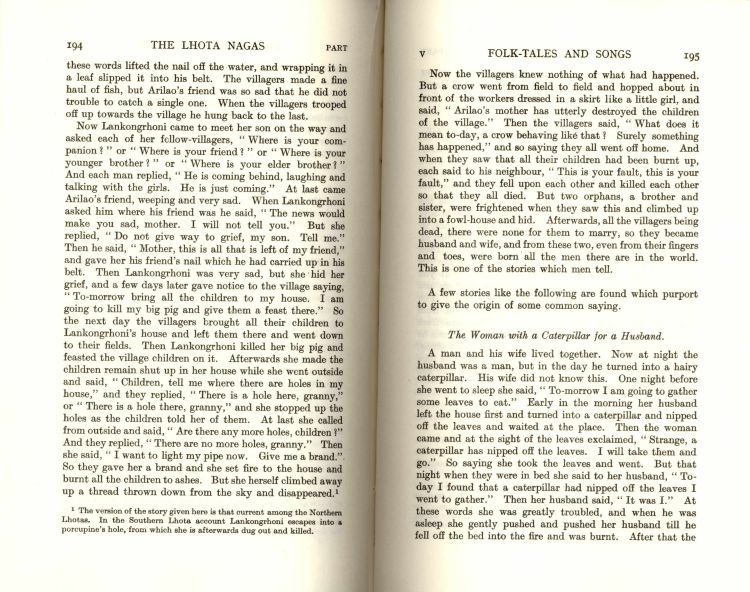 194 THE LHOTA NAGAS PART
these words lifted the nail off the water, and wrapping it in
a leaf slipped it into his belt. The villagers made a fine
haul of fish, but Arilao's friend was so sad that he did not
trouble to catch a single one. When the villagers trooped
off up towards the village he hung back to the last.
Now Lankongrhoni came to meet her son on the way and
asked each of her fellow-villagers, " Where is your com-
panion ? " or " Where is your friend ? " or " Where is your
younger brother ? " or " Where is your elder brother ? "
And each man replied, " He is coming behind, laughing and
talking with the girls. He is just coming." At last came
Arilao's friend, weeping and very sad. When Lankongrhoni
asked him where his friend was he said, " The news would
make you sad, mother. I will not tell you." But she
replied, " Do not give way to grief, my son. Tell me."
Then he said, " Mother, this is all that is left of my friend,"
and gave her his friend's nail which he had carried up in his
belt. Then Lankongrhoni was very sad, but she hid her
grief, and a few days later gave notice to the village saying,
" To-morrow bring all the children to my house. I am
going to kill my big pig and give them a feast there." So
the next day the villagers brought all their children to
Lankongrhoni's house and left them there and went down
to their fields. Then Lankongrhoni killed her big pig and
feasted the village children on it. Afterwards she made the
children remain shut up in her house while she went outside
and said, " Children, tell me where there are holes in my
house," and they replied, " There is a hole here, granny,"
or " There is a hole there, granny," and she stopped up the
holes as the children told her of them. At last she called
from outside and said, " Are there any more holes, children ?"
And they replied, " There are no more holes, granny." Then
she said, " I want to light my pipe now. Give me a brand.".
So they gave her a brand and she set fire to the house and
burnt all the children to ashes. But she herself climbed away
up a thread thrown down from the sky and disappeared.¹
¹ The version of the story given here is that current among the Northern
Lhotas. In the Southern Lhota account Lankongrhoni escapes into a
porcupine's hole, from which she is afterwards dug out and killed.
V FOLK-TALES AND SONGS 195
Now the villagers knew nothing of what had happened.
But a crow went from field to field and hopped about in
front of the workers dressed in a skirt like a little girl, and
said, " Arilao's mother has utterly destroyed the children
of the village." Then the villagers said, " What does it
mean to-day, a crow behaving like that ? Surely something
has happened," and so saying they all went off home. And
when they saw that all their children had been burnt up,
each said to his neighbour, " This is your fault, this is your
fault," and they fell upon each other and killed each other
so that they all died. But two orphans, a brother and
sister, were frightened when they saw this and climbed up
into a fowl-house and hid. Afterwards, all the villagers being
dead, there were none for them to marry, so they became
husband and wife, and from these two, even from their fingers
and toes, were born all the men there are in the world.
This is one of the stories which men tell.
A few stories like the following are found which purport
to give the origin of some common saying.
The Woman with a Caterpillar for a Husband.
A man and his wife lived together. Now at night the
husband was a man, but in the day he turned into a hairy
caterpillar. His wife did not know this. One night before
she went to sleep she said, " To-morrow I am going to gather
some leaves to eat." Early in the morning her husband
left the house first and turned into a caterpillar and nipped
off the leaves and waited at the place. Then the woman
came and at the sight of the leaves exclaimed, " Strange, a
caterpillar has nipped off the leaves. I will take them and
go." So saying she took the leaves and went. But that
night when they were in bed she said to her husband, " To-
day I found that a caterpillar had nipped off the leaves I
went to gather." Then her husband said, " It was I." At
these words she was greatly troubled, and when he was
asleep she gently pushed and pushed her husband till he
fell off the bed into the fire and was burnt. After that the